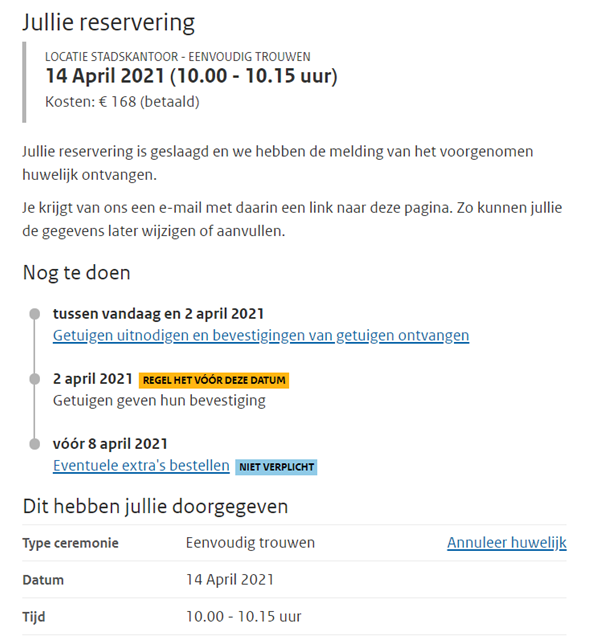 Jullie reservering
LOCATIE STADSKANTOOR - EENVOUDIG TROUWEN
14 April 2021 (10.00 - 10.15 uur)
Kosten: € 168 (betaald)
Jullie reservering is geslaagd en we hebben de melding van het voorgenomen
huwelijk ontvangen.
Je krijgt van ons een e-mail met daarin een link naar deze pagina. Zo kunnen jullie
de gegevens later wijzigen of aanvullen.
Nog te doen
tussen vandaag en 2 april 2021
Getuigen uitnodigen en bevestigingen van getuigen ontvangen
2 april 2021 REGEL HET VÓÓR DEZE DATUM
Getuigen geven hun bevestiging
vóór 8 april 2021
Eventuele extra's bestellen NIET VERPLICHT
Dit hebben jullie doorgegeven
Type ceremonie Eenvoudig trouwen Annuleer huwelijk
Datum 14 April 2021
Tijd 10.00 - 10.15 uur